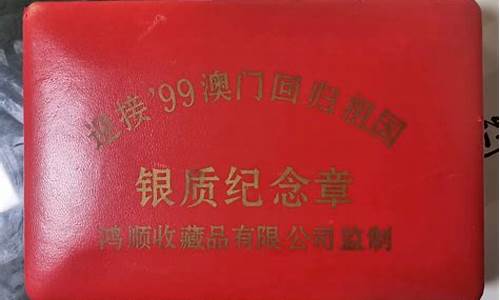 迎接'99澳门回归祖国
银质纪念章
鸿顺收藏品有限公司监制